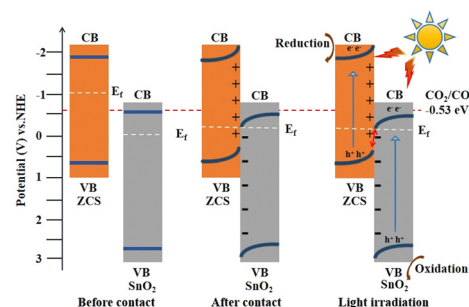 CB
CB
CB
Reduction
e- e-
-2
-1
0
1
2
3
Potential (V) vs.NHE
Ef
CB
Ef
VB
ZCS
VB
SnO2
Before contact
CB
Ef
VB
ZCS
VB
SnO2
After contact
CO2/CO
-0.53 eV
CB
e- e-
Ef
h+ h+
VB
ZCS
h+ h+
VB
SnO2
Oxidation
Light irradiation